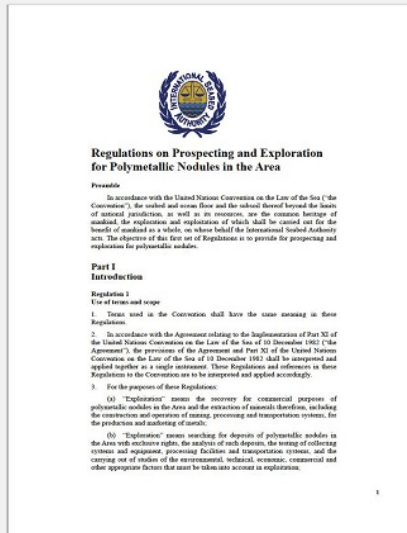 INTERNATIONAL SEABED
AUTHORITY
Regulations on Prospecting and Exploration
for Polymetallic Nodules in the Area
Preamble
In accordance with the United Nations Convention on the Law of the Sea ("the
Convention"), the seabed and ocean floor and the subsoil thereof beyond the limits
of national jurisdiction, as well as its resources, are the common heritage of
mankind, the exploration and exploitation of which shall be carried out for the
benefit of mankind as a whole, on whose behalf the International Seabed Authority
acts. The objective of this first set of Regulations is to provide for prospecting and
exploration for polymetallic nodules.
Part I
Introduction
Regulation 1
Use of terms and scope
1. Terms used in the Convention shall have the same meaning in these
Regulations.
2. In accordance with the Agreement relating to the Implementation of Part XI of
the United Nations Convention on the Law of the Sea of 10 December 1982 ("the
Agreement"), the provisions of the Agreement and Part XI of the United Nations
Convention on the Law of the Sea of 10 December 1982 shall be interpreted and
applied together as a single instrument. These Regulations and references in these
Regulations to the Convention are to be interpreted and applied accordingly.
3. For the purposes of these Regulations:
(a) "Exploitation" means the recovery for commercial purposes of
polymetallic nodules in the Area and the extraction of minerals therefrom, including
the construction and operation of mining, processing and transportation systems, for
the production and marketing of metals;
(b) "Exploration" means searching for deposits of polymetallic nodules in
the Area with exclusive rights, the analysis of such deposits, the testing of collecting
systems and equipment, processing facilities and transportation systems, and the
carrying out of studies of the environmental, technical, economic, commercial and
other appropriate factors that must be taken into account in exploitation;
1